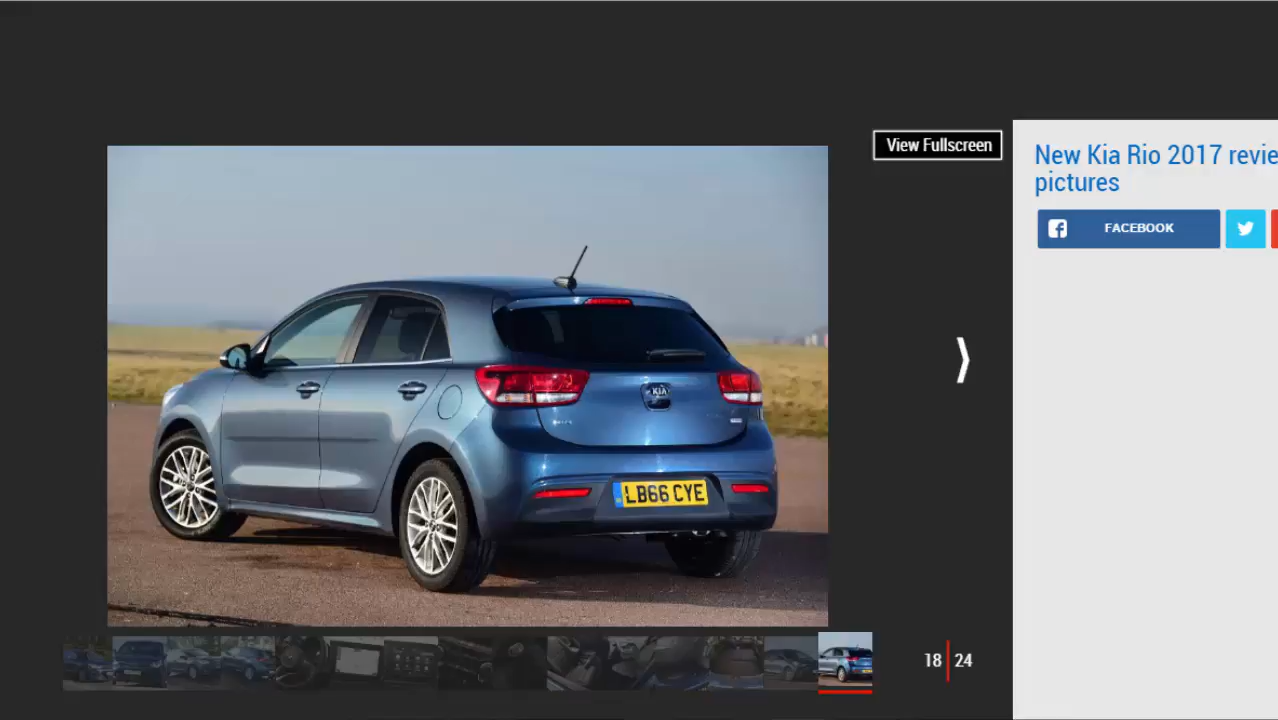 View Fullscreen
New Kia Rio 2017 revie
pictures
FACEBOOK
KIA
LB66 CYE
18 24